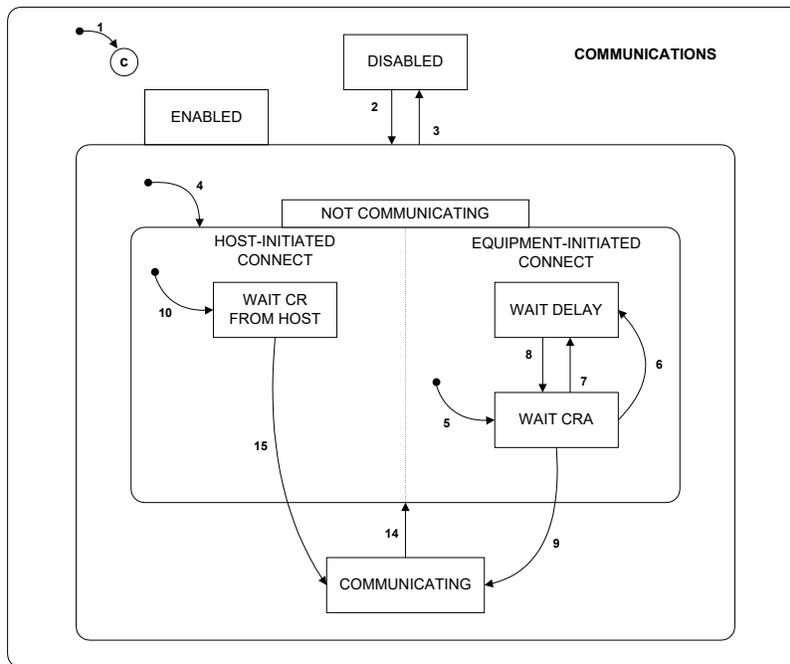 1
C
DISABLED
COMMUNICATIONS
2
3
ENABLED
4
NOT COMMUNICATING
HOST-INITIATED
CONNECT
EQUIPMENT-INITIATED
CONNECT
10
WAIT CR
FROM HOST
WAIT DELAY
8
7
6
5
WAIT CRA
15
14
9
COMMUNICATING